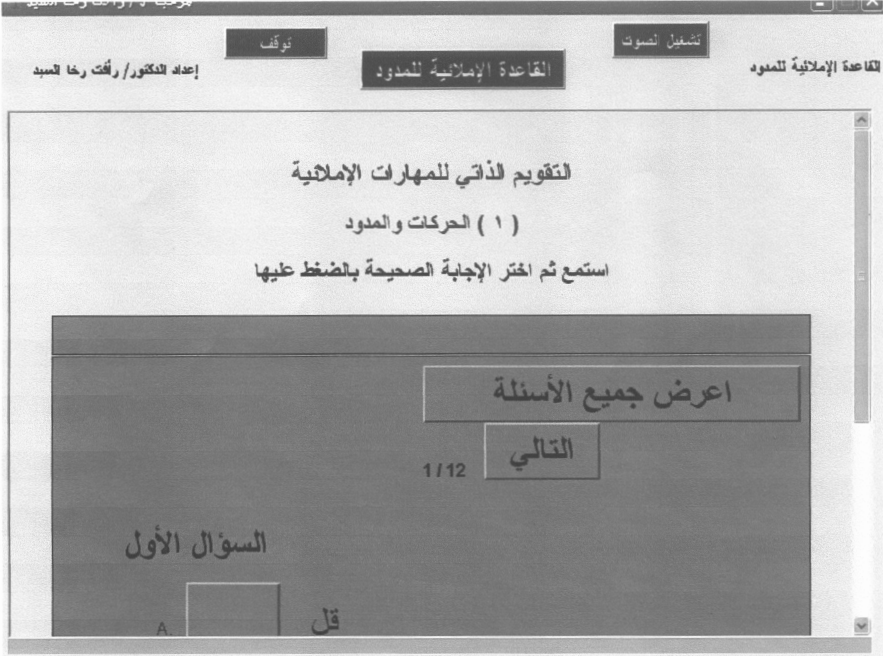 تشغيل الصوت
توقف
القاعدة الإملائية للمدود
القاعدة الإملائية للمدود
إعداد الدكتور/ رأفت رخا السيد
التقويم الذاتي للمهارات الإملائية
( ١ ) الحركات والمدود
استمع ثم اختر الإجابة الصحيحة بالضغط عليها
اعرض جميع الأسئلة
التالي
1 / 12
السؤال الأول
قل
A.